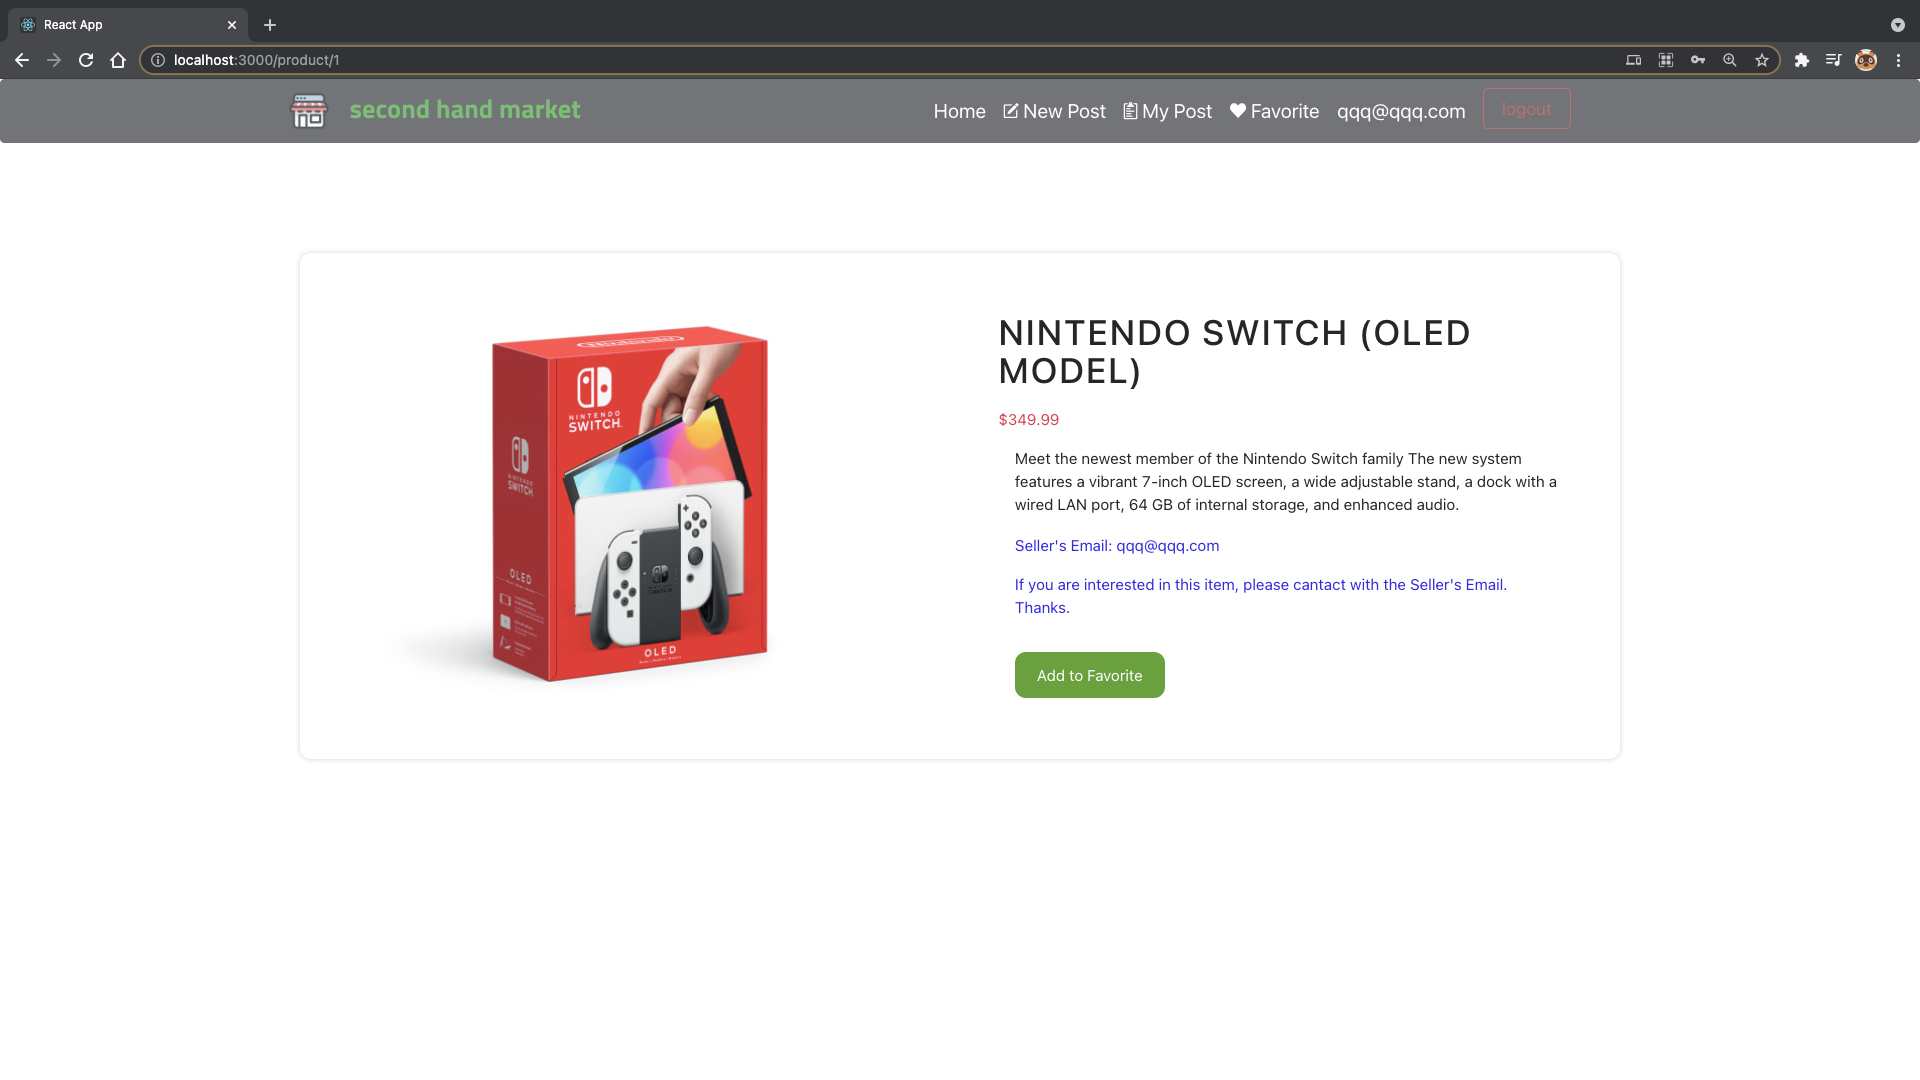 React App
localhost:3000/product/1
second hand market
Home
New Post
My Post
Favorite
qqq@qqq.com
logout
Nintendo
NINTENDO
SWITCH
NINTENDO
SWITCH
OLED
OLED
NINTENDO SWITCH (OLED
MODEL)
$349.99
Meet the newest member of the Nintendo Switch family The new system
features a vibrant 7-inch OLED screen, a wide adjustable stand, a dock with a
wired LAN port, 64 GB of internal storage, and enhanced audio.
Seller's Email: qqq@qqq.com
If you are interested in this item, please cantact with the Seller's Email.
Thanks.
Add to Favorite